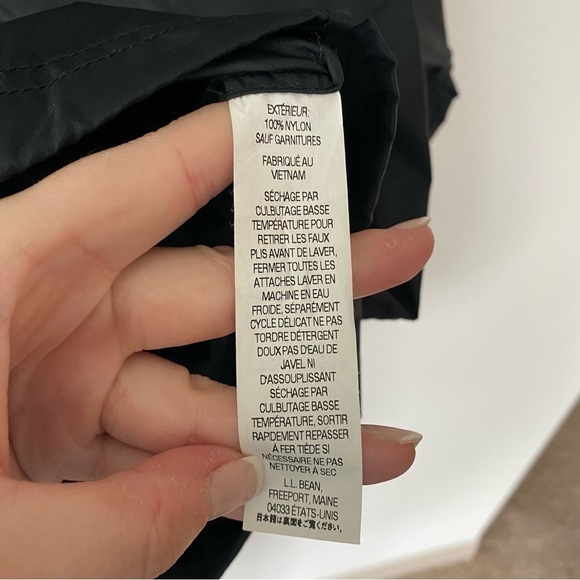 EXTÉRIEUR:
100% NYLON
SAUF GARNITURES
FABRIQUÉ AU
VIETNAM
SÉCHAGE PAR
CULBUTAGE BASSE
TEMPÉRATURE POUR
RETIRER LES FAUX
PLIS AVANT DE LAVER,
FERMER TOUTES LES
ATTACHES LAVER EN
MACHINE EN EAU
FROIDE, SÉPARÉMENT
CYCLE DÉLICAT NE PAS
TORDRE DÉTERGENT
DOUX PAS D'EAU DE
JAVEL NI
D'ASSOUPLISSANT
SÉCHAGE PAR
CULBUTAGE BASSE
TEMPÉRATURE, SORTIR
RAPIDEMENT REPASSER
À FER TIÈDE SI
NÉCESSAIRE NE PAS
NETTOYER À SEC
L.L. BEAN,
FREEPORT, MAINE
04033 ÉTATS-UNIS
日本語は裏面をご覧ください。